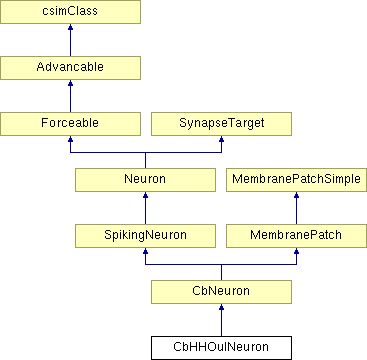 csimClass
Advancable
Forceable
SynapseTarget
Neuron
MembranePatchSimple
SpikingNeuron
MembranePatch
CbNeuron
CbHHOuINeuron